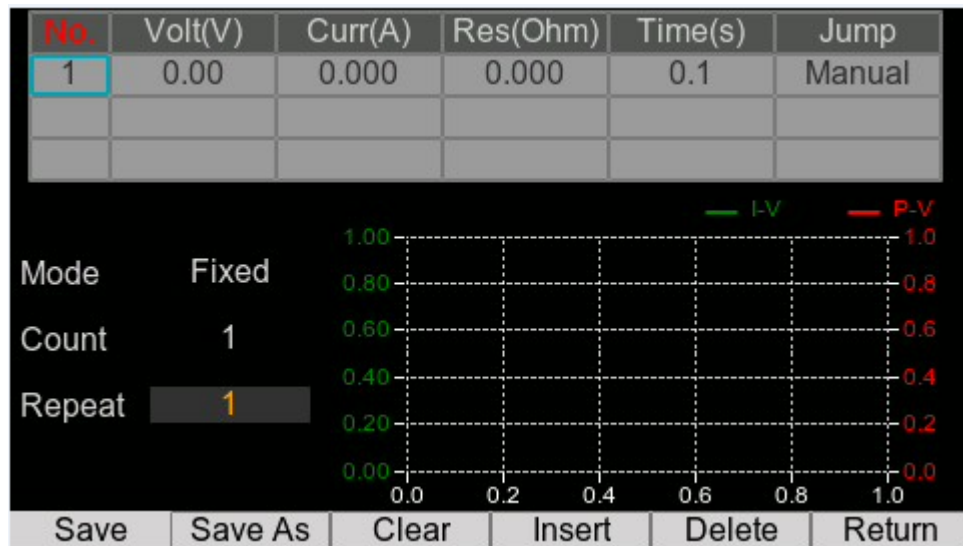 No. Volt(V) Curr(A) Res(Ohm) Time(s) Jump
1 0.00 0.000 0.000 0.1 Manual
I-V P-V
Mode Fixed
Count 1
Repeat 1
1.00 1.0
0.80 0.8
0.60 0.6
0.40 0.4
0.20 0.2
0.00 0.0
0.0 0.2 0.4 0.6 0.8 1.0
Save Save As Clear Insert Delete Return